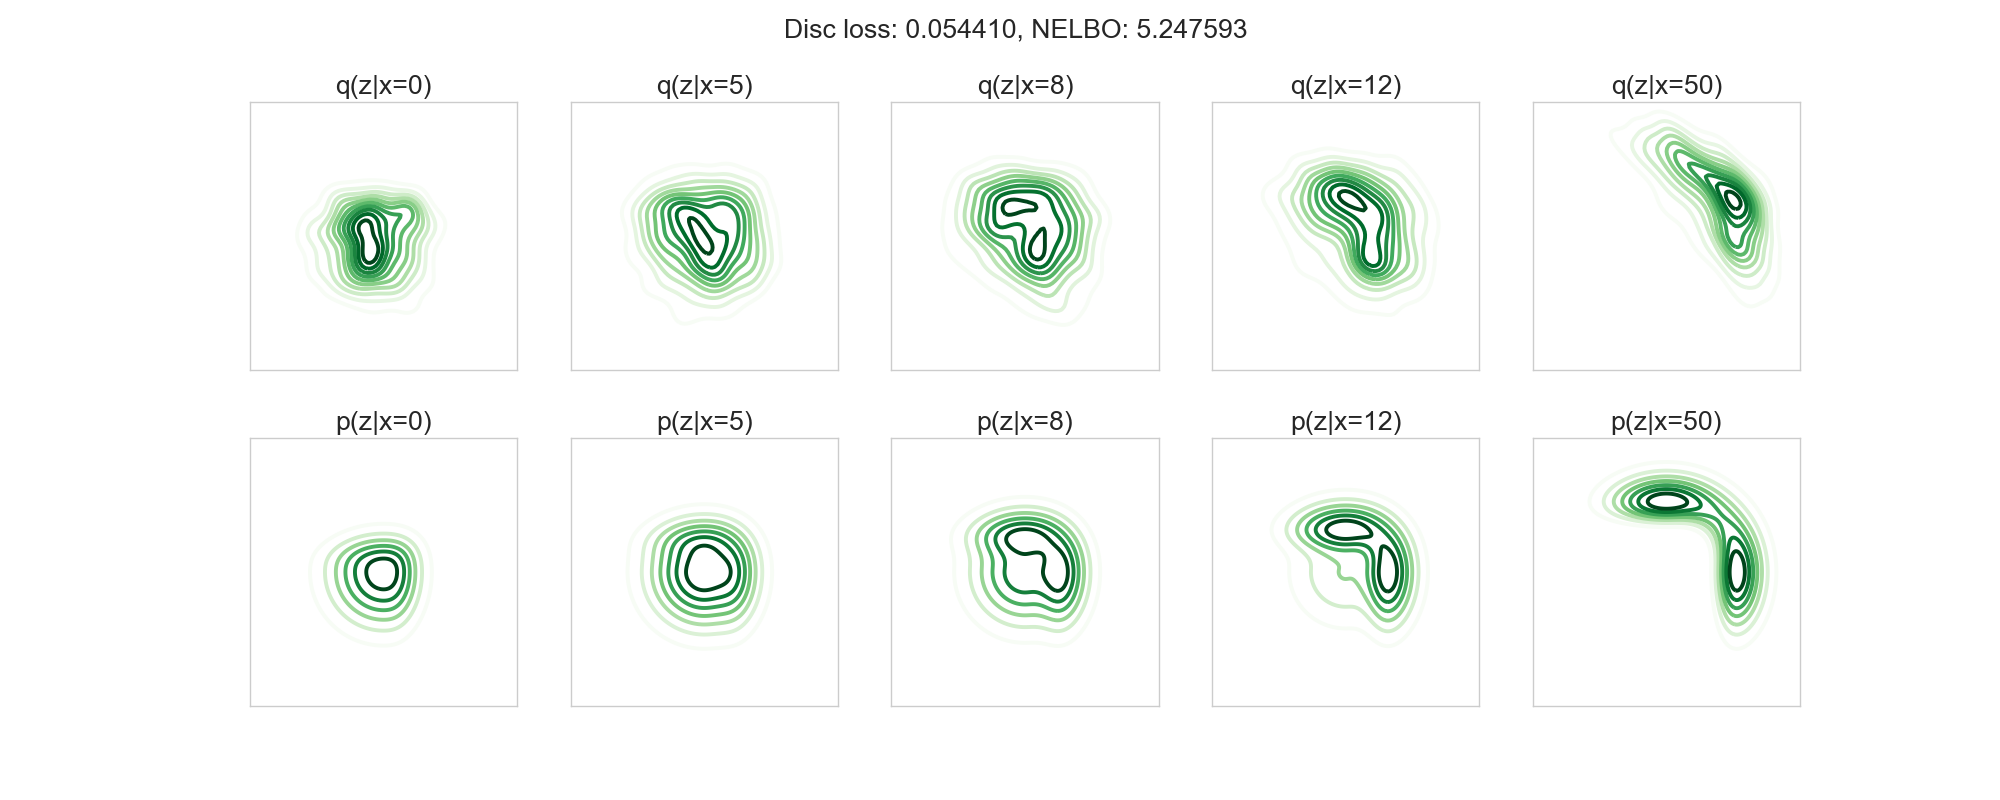 Disc loss: 0.054410, NELBO: 5.247593
q(z|x=0) q(z|x=5) q(z|x=8) q(z|x=12) q(z|x=50)
p(z|x=0) p(z|x=5) p(z|x=8) p(z|x=12) p(z|x=50)